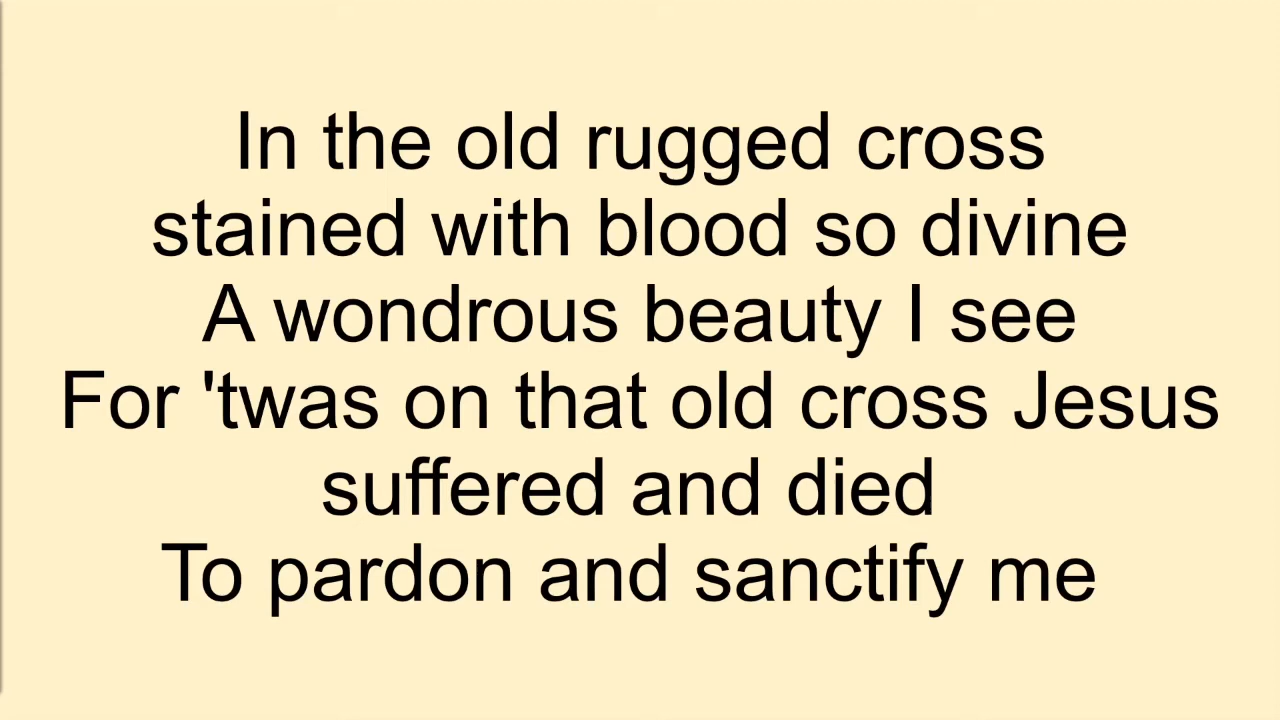 In the old rugged cross
stained with blood so divine
A wondrous beauty I see
For 'twas on that old cross Jesus
suffered and died
To pardon and sanctify me